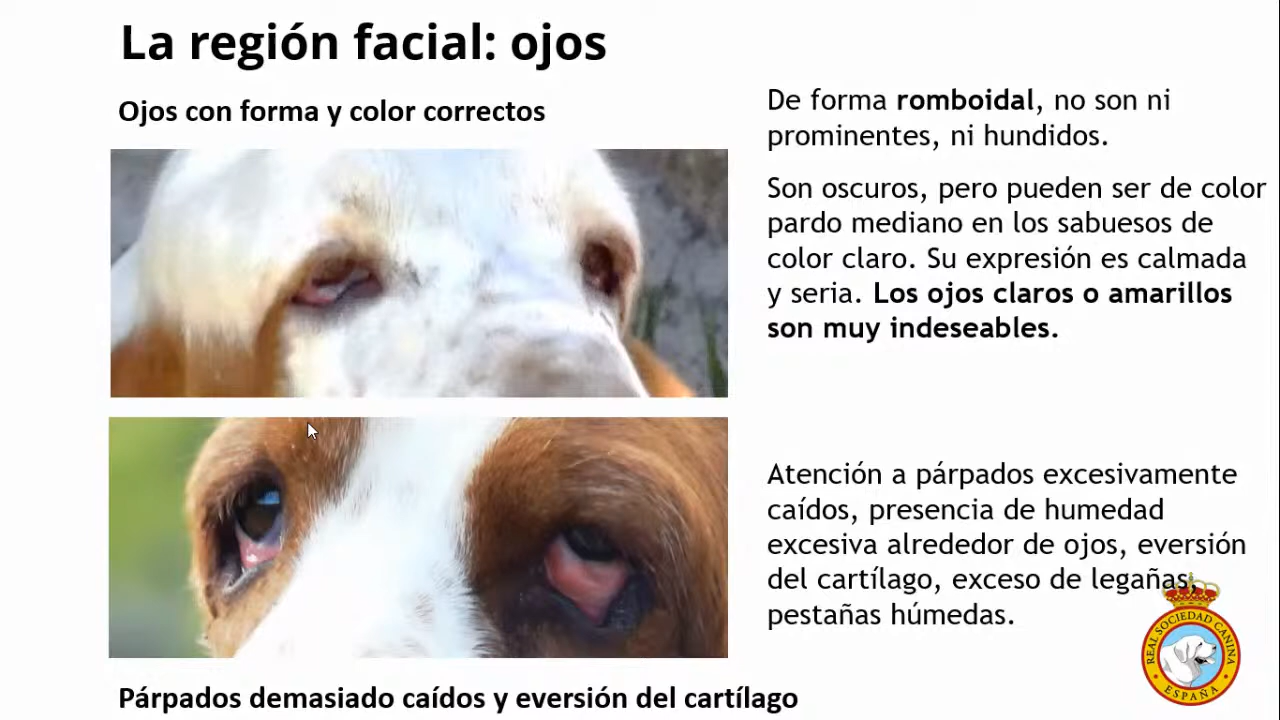 La región facial: ojos
Ojos con forma y color correctos
De forma romboidal, no son ni
prominentes, ni hundidos.
Son oscuros, pero pueden ser de color
pardo mediano en los sabuesos de
color claro. Su expresión es calmada
y seria. Los ojos claros o amarillos
son muy indeseables.
Atención a párpados excesivamente
caídos, presencia de humedad
excesiva alrededor de ojos, eversión
del cartílago, exceso de legañas,
pestañas húmedas.
REAL SOCIEDAD CANINA
ESPAÑA
Párpados demasiado caídos y eversión del cartílago